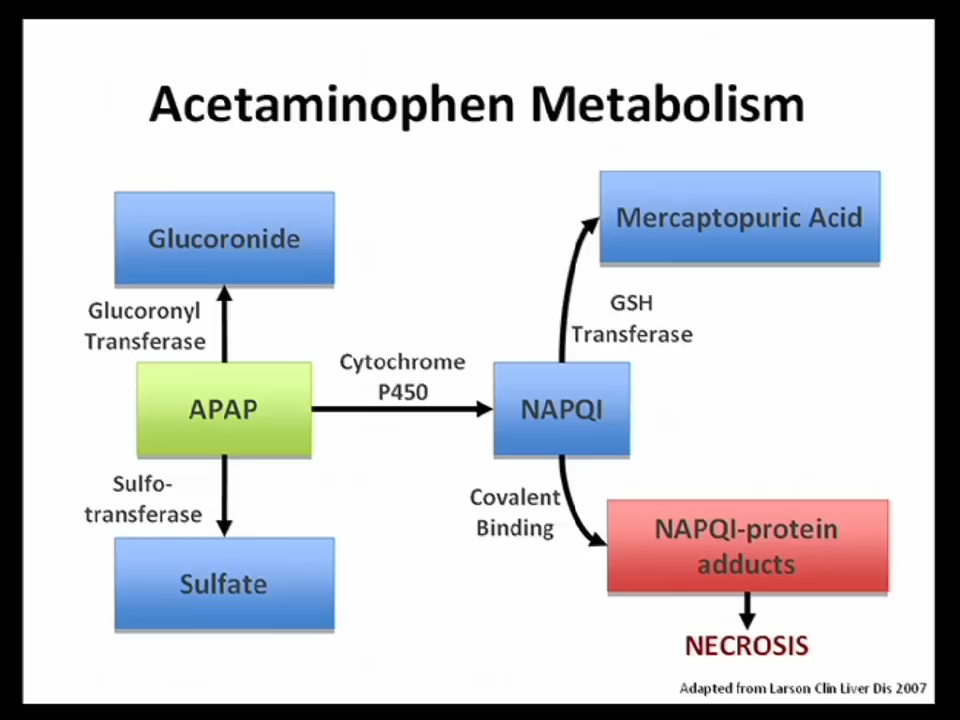 Acetaminophen Metabolism
Glucoronide
Mercaptopuric Acid
Glucoronyl
Transferase
GSH
Transferase
Cytochrome
P450
APAP
NAPQI
Sulfo-
transferase
Covalent
Binding
NAPQI-protein
adducts
Sulfate
NECROSIS
Adapted from Larson Clin Liver Dis 2007